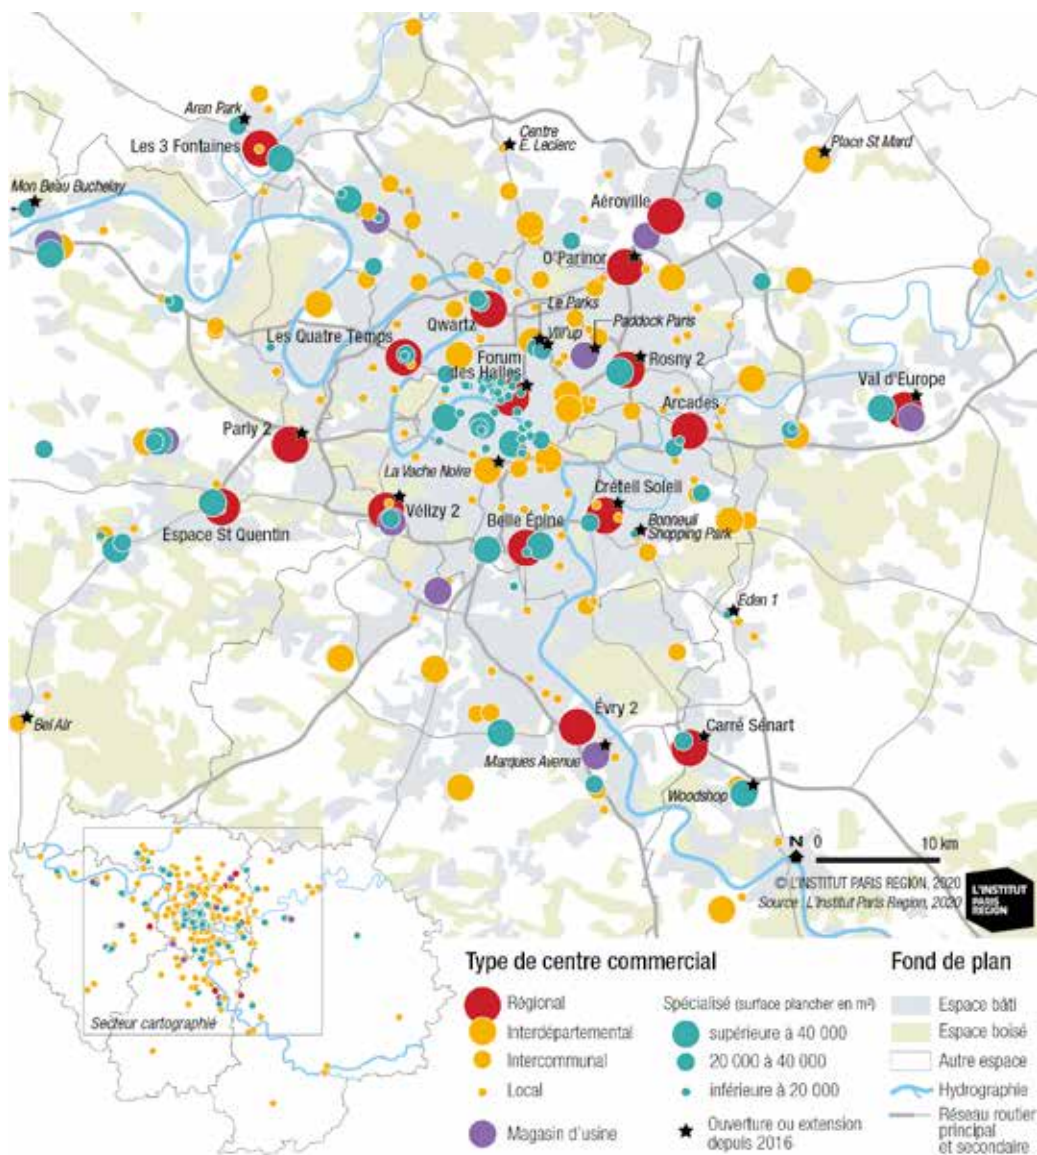 Aren Park
Les 3 Fontaines
Centre
E. Leclerc
Place St Mard
Mon Beau Buchelay
Aéroville
O'Parinor
Le Parks
Qwartz
Vill'up
Paddock Paris
Les Quatre Temps
Forum
des Halles
Rosny 2
Val d'Europe
Arcades
Parly 2
La Vache Noire
Créteil Soleil
Vélizy 2
Belle Épine
Bonneuil
Shopping Park
Espace St Quentin
Eden 1
Bel Air
Évry 2
Carré Sénart
Marques Avenue
Woodshop
N
0
10 km
© L'INSTITUT PARIS REGION, 2020
Source : L'Institut Paris Region, 2020
L'INSTITUT
PARIS
REGION
Secteur cartographié
Type de centre commercial
Régional
Interdépartemental
Intercommunal
Local
Magasin d'usine
Spécialisé (surface plancher en m²)
supérieure à 40 000
20 000 à 40 000
inférieure à 20 000
Ouverture ou extension
depuis 2016
Fond de plan
Espace bâti
Espace boisé
Autre espace
Hydrographie
Réseau routier
principal
et secondaire